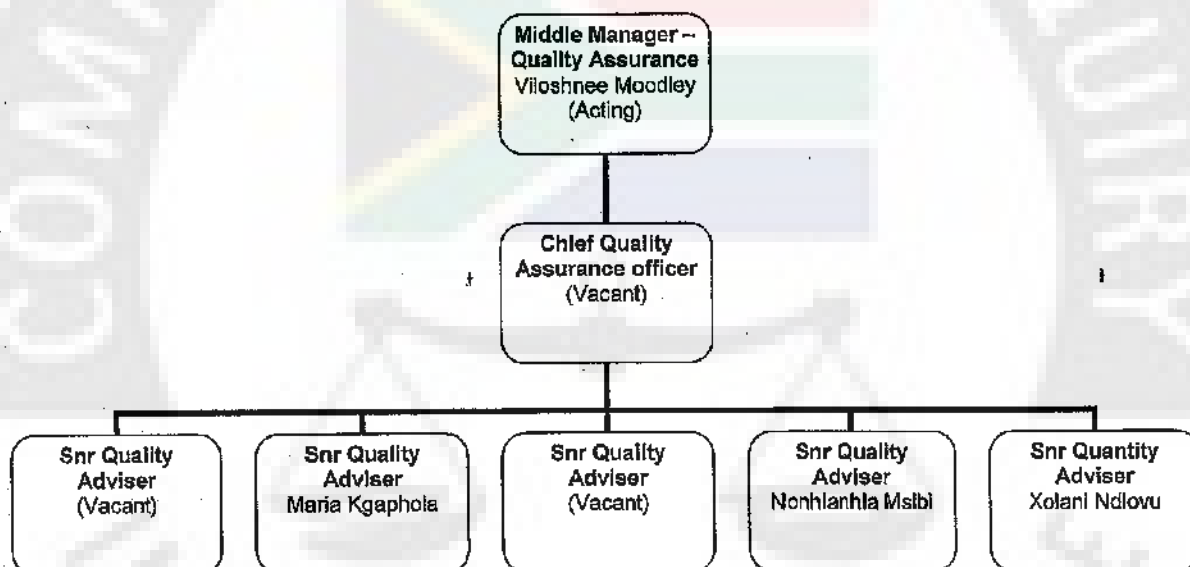 Middle Manager –
Quality Assurance
Viloshnee Moodley
(Acting)
Chief Quality
Assurance officer
(Vacant)
Snr Quality
Adviser
(Vacant)
Snr Quality
Adviser
Maria Kgaphola
Snr Quality
Adviser
(Vacant)
Snr Quality
Adviser
Nonhlanhla Msibi
Snr Quantity
Adviser
Xolani Ndlovu